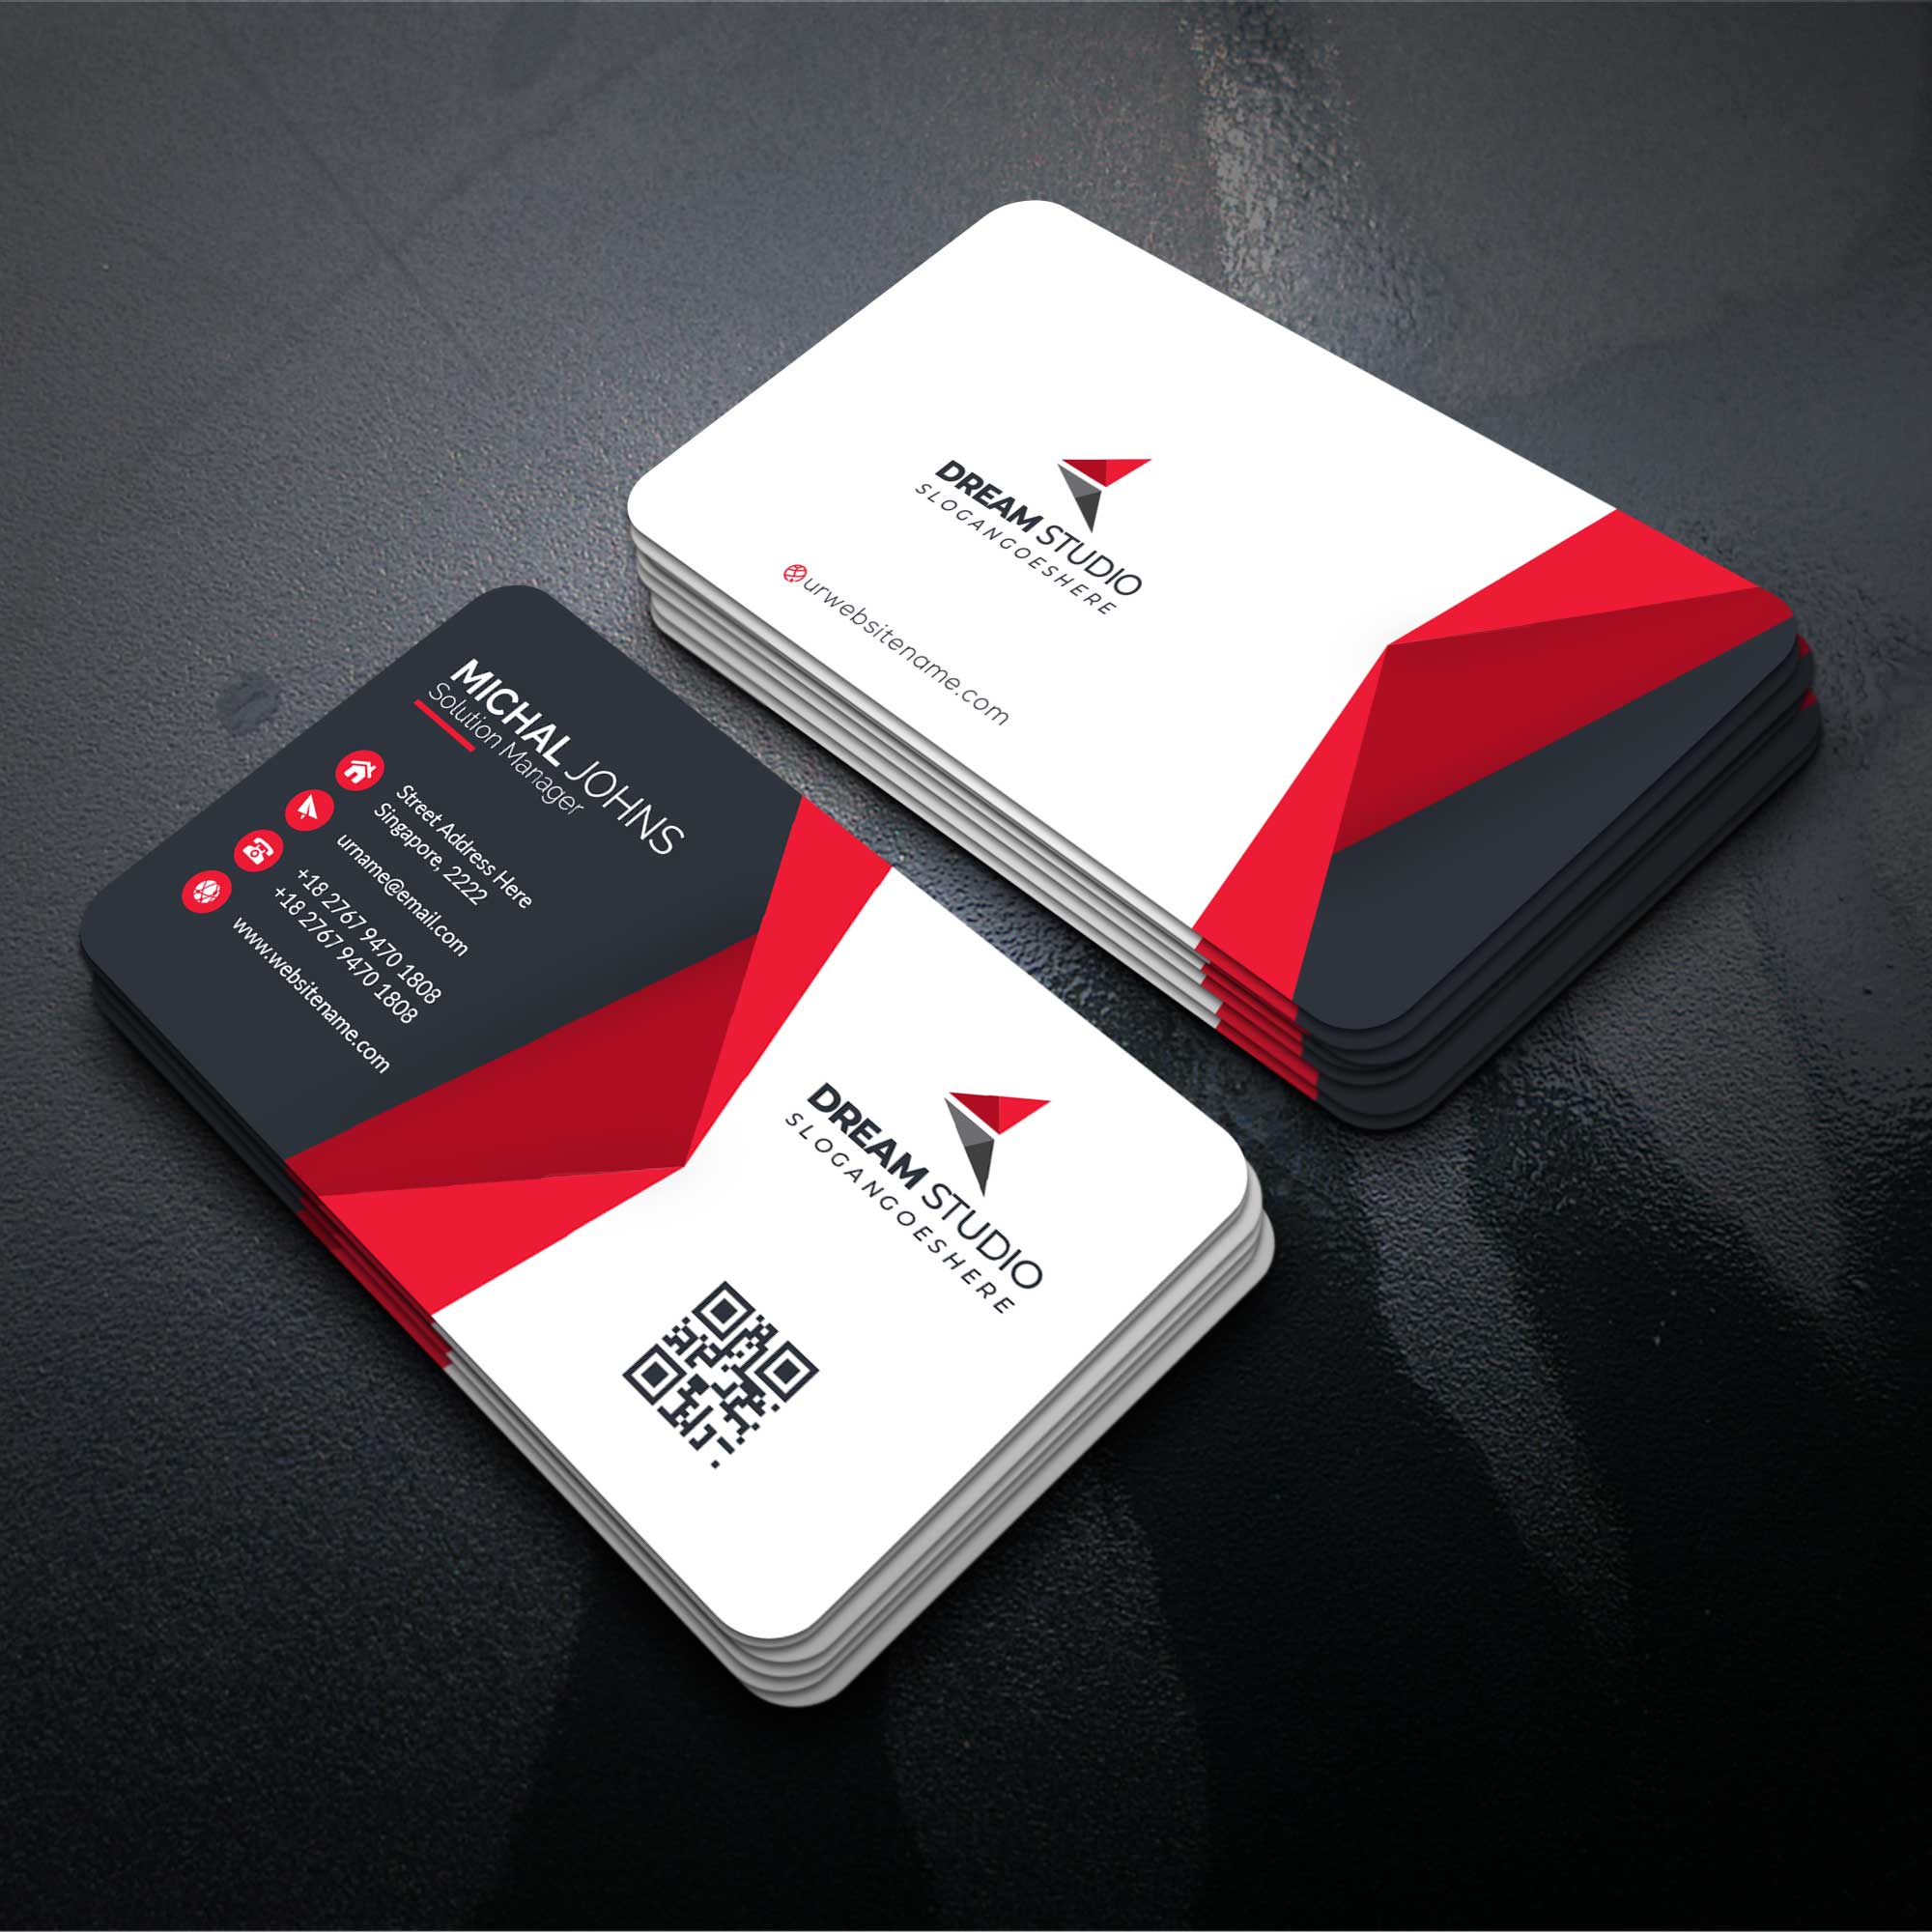 DREAM STUDIO
SLOGANGOESHERE
urwebsitename.com
MICHAL JOHNS
Solution Manager
Street Address Here
Singapore, 2222
urname@email.com
+18 2767 9470 1808
+18 2767 9470 1808
www.websitename.com
DREAM STUDIO
SLOGANGOESHERE